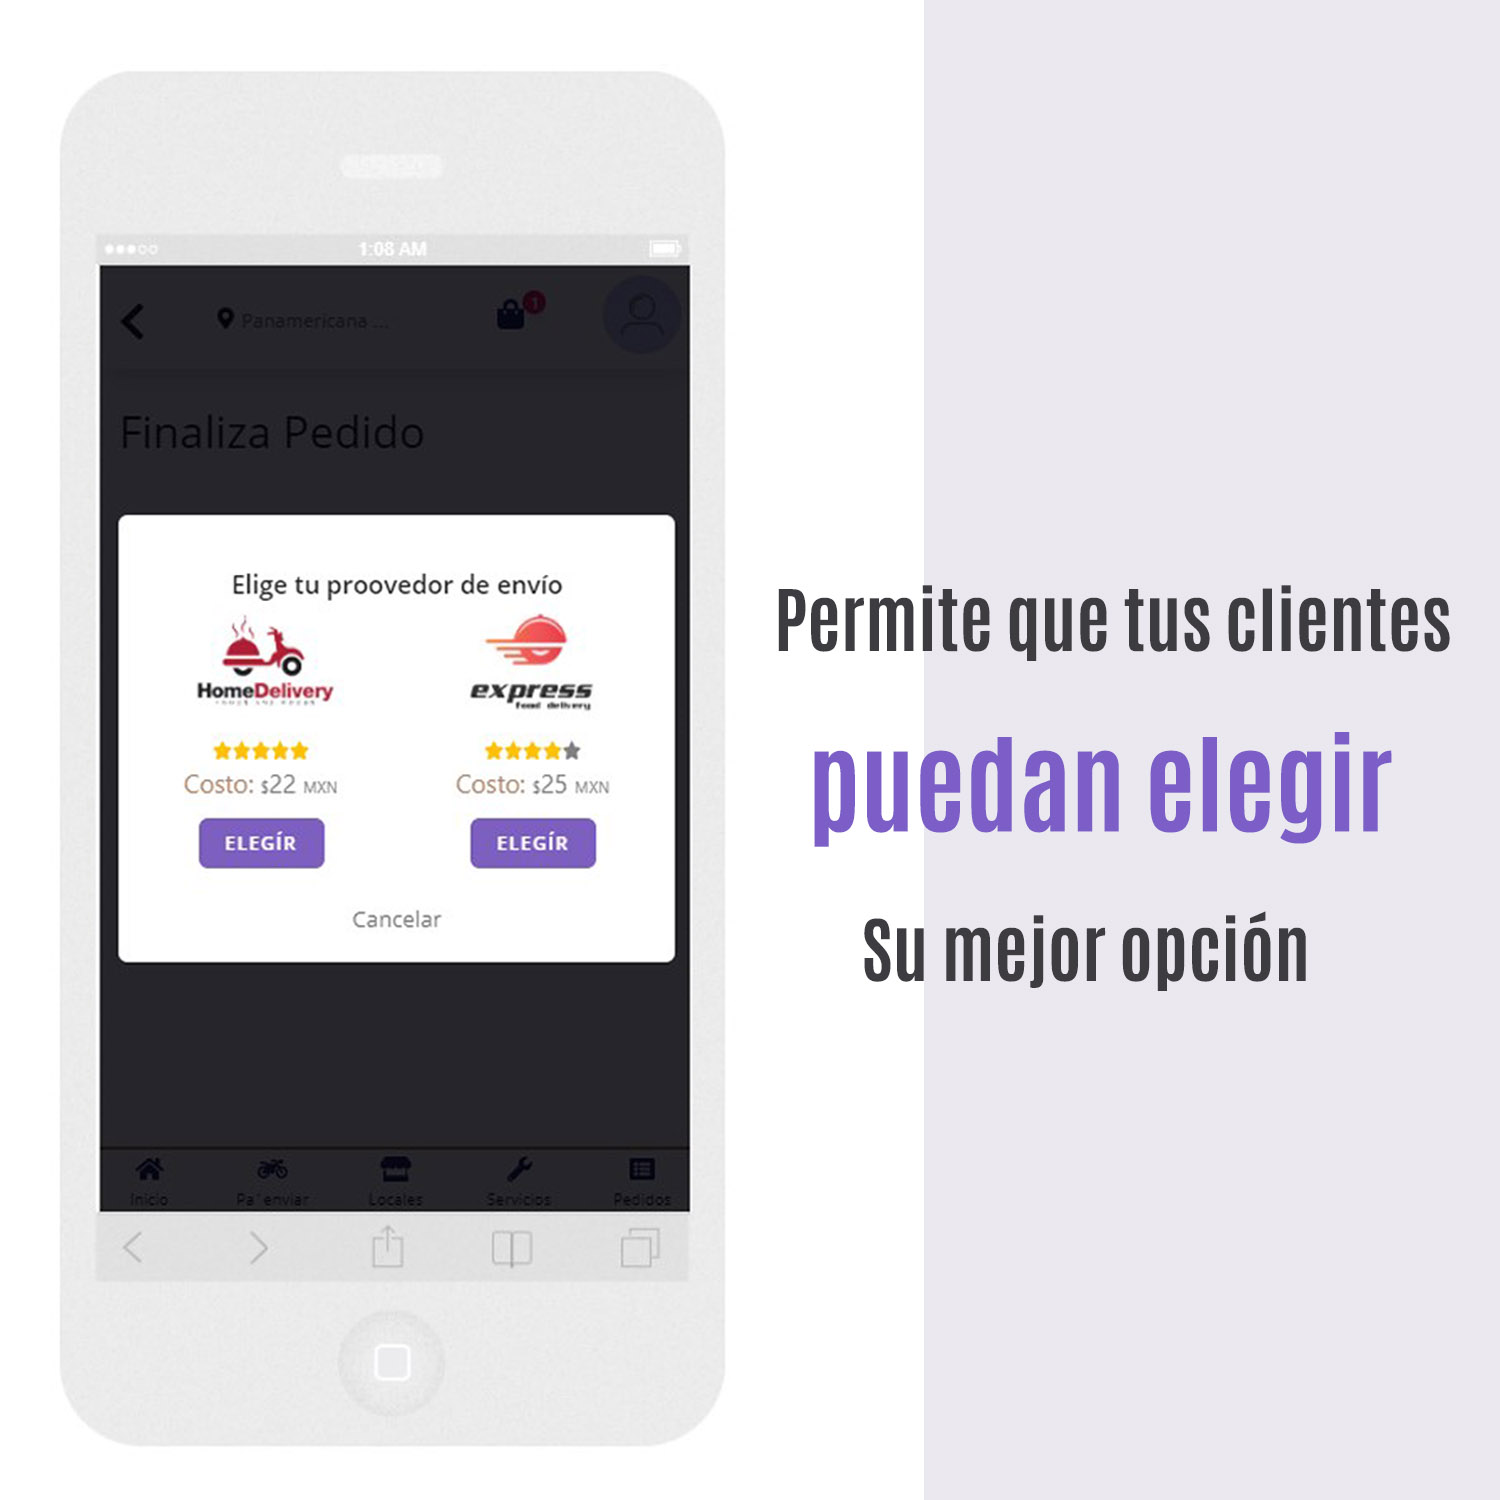 1:08 AM
Panamericana ...
1
Finaliza Pedido
Elige tu proovedor de envío
HomeDelivery
express
food delivery
Costo: $22 MXN
Costo: $25 MXN
ELEGÍR
ELEGÍR
Cancelar
Inicio
Pa´enviar
Locales
Servicios
Pedidos
Permite que tus clientes
puedan elegir
Su mejor opción